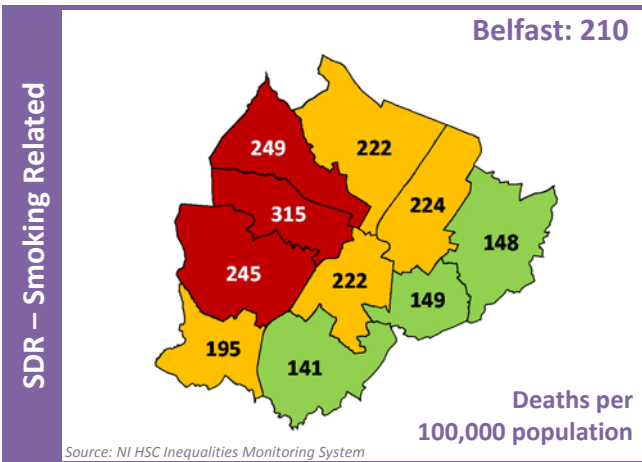 Belfast: 210
SDR – Smoking Related
249
222
315
224
148
245
222
149
195
141
Deaths per
100,000 population
Source: NI HSC Inequalities Monitoring System